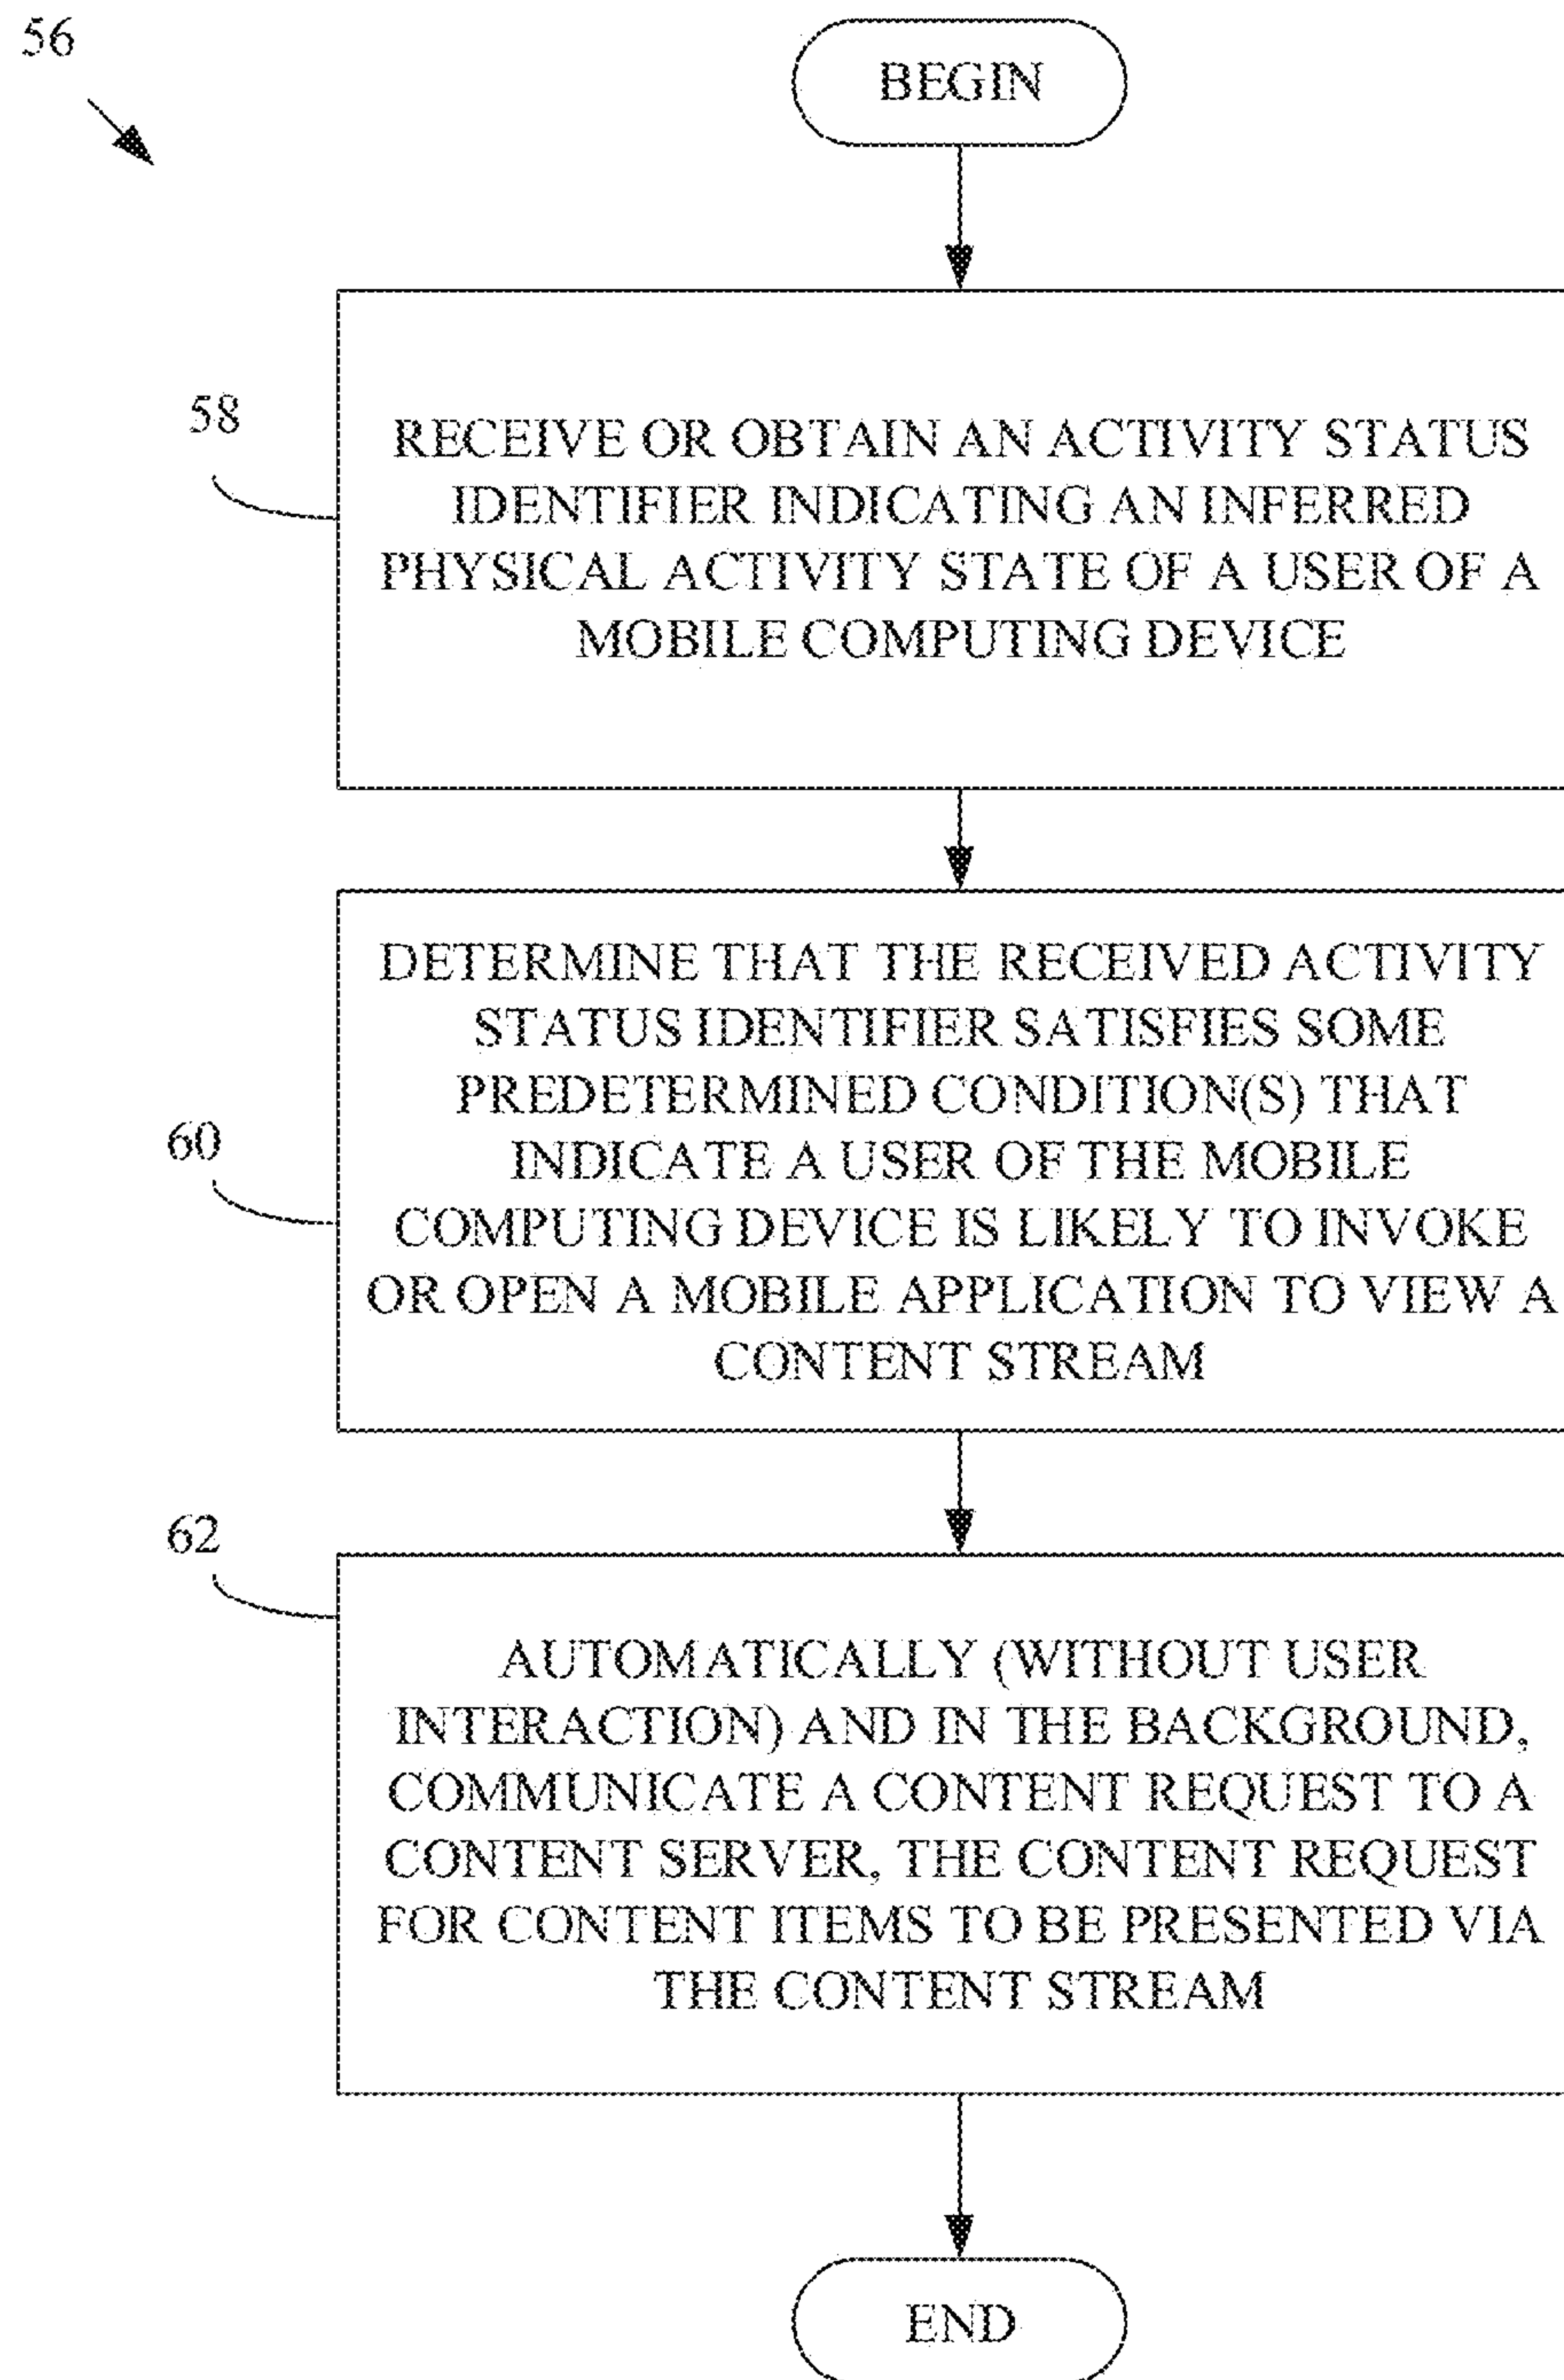 56
BEGIN
58
RECEIVE OR OBTAIN AN ACTIVITY STATUS
IDENTIFIER INDICATING AN INFERRED
PHYSICAL ACTIVITY STATE OF A USER OF A
MOBILE COMPUTING DEVICE
60
DETERMINE THAT THE RECEIVED ACTIVITY
STATUS IDENTIFIER SATISFIES SOME
PREDETERMINED CONDITION(S) THAT
INDICATE A USER OF THE MOBILE
COMPUTING DEVICE IS LIKELY TO INVOKE
OR OPEN A MOBILE APPLICATION TO VIEW A
CONTENT STREAM
62
AUTOMATICALLY (WITHOUT USER
INTERACTION) AND IN THE BACKGROUND,
COMMUNICATE A CONTENT REQUEST TO A
CONTENT SERVER, THE CONTENT REQUEST
FOR CONTENT ITEMS TO BE PRESENTED VIA
THE CONTENT STREAM
END